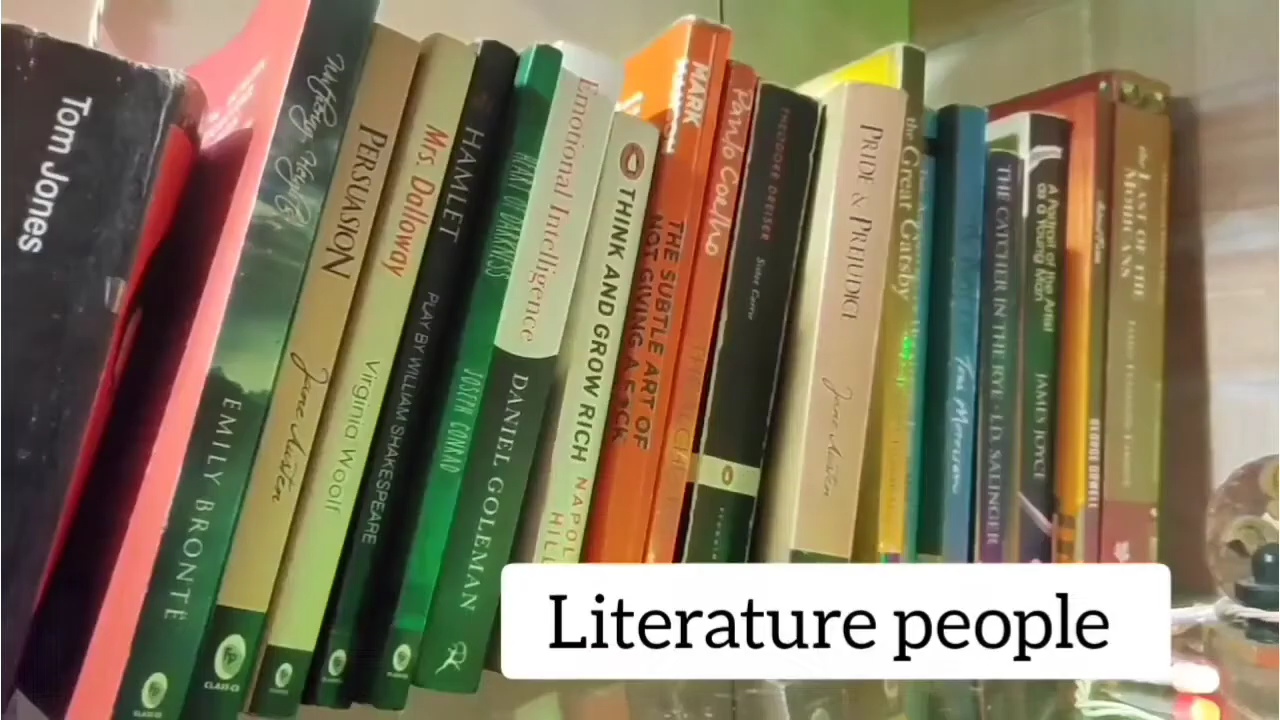 Tom Jones
Wuthering Heights
EMILY BRONTË
PERSUASION
Jane Austen
Mrs. Dalloway
Virginia Woolf
HAMLET
PLAY BY WILLIAM SHAKESPEARE
HEART OF DARKNESS
JOSEPH CONRAD
Emotional Intelligence
DANIEL GOLEMAN
THINK AND GROW RICH
MARK
THE SUBTLE ART OF
NOT GIVING A
Paulo Coelho
THEODORE DREISER
Sister Carrie
PRIDE & PREJUDICE
Jane Austen
the Great Gatsby
Toni Morrison
THE CATCHER IN THE RYE · J.D. SALINGER
A Portrait of the Artist
as a Young Man
JAMES JOYCE
GEORGE ORWELL
the LAST OF THE
MOHICANS
Literature people